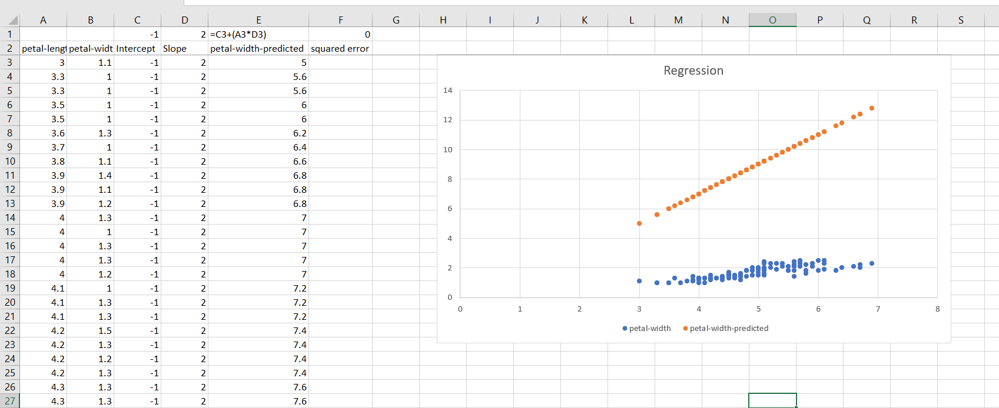 A B C D E F G H I J K L M N O P Q R S
1 -1 2 =C3+(A3*D3) 0
2 petal-leng petal-widt Intercept Slope petal-width-predicted squared error
3 3 1.1 -1 2 5
4 3.3 1 -1 2 5.6
5 3.3 1 -1 2 5.6
6 3.5 1 -1 2 6
7 3.5 1 -1 2 6
8 3.6 1.3 -1 2 6.2
9 3.7 1 -1 2 6.4
10 3.8 1.1 -1 2 6.6
11 3.9 1.4 -1 2 6.8
12 3.9 1.1 -1 2 6.8
13 3.9 1.2 -1 2 6.8
14 4 1.3 -1 2 7
15 4 1 -1 2 7
16 4 1.3 -1 2 7
17 4 1.3 -1 2 7
18 4 1.2 -1 2 7
19 4.1 1 -1 2 7.2
20 4.1 1.3 -1 2 7.2
21 4.1 1.3 -1 2 7.2
22 4.2 1.5 -1 2 7.4
23 4.2 1.3 -1 2 7.4
24 4.2 1.2 -1 2 7.4
25 4.2 1.3 -1 2 7.4
26 4.3 1.3 -1 2 7.6
27 4.3 1.3 -1 2 7.6
Regression
14
12
10
8
6
4
2
0
0 1 2 3 4 5 6 7 8
petal-width petal-width-predicted